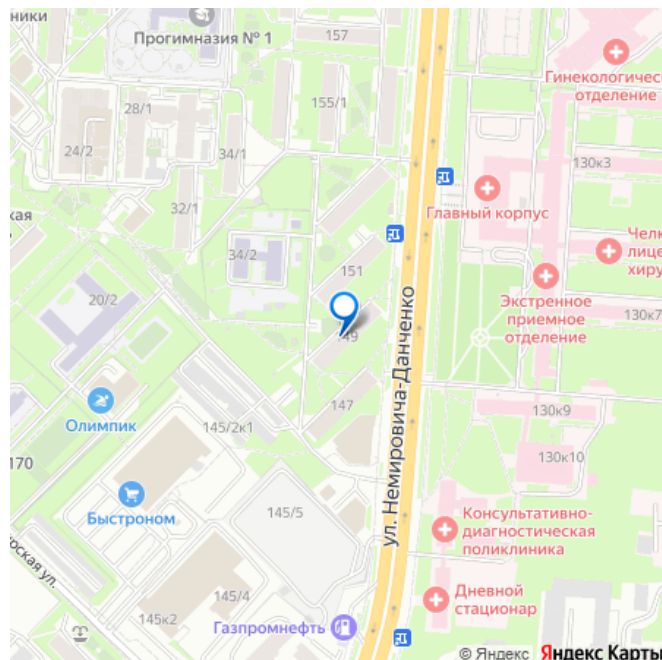 ники
Прогимназия № 1
157
Гинекологическ
отделение
28/1
155/1
24/2
34/1
130к3
Главный корпус
32/1
ская
Челю
лице
хиру
34/2
151
20/2
Экстренное
приемное
отделение
130к7
149
ул. Немировича-Данченко
Олимпик
147
130к9
145/2к1
170
130к10
Быстроном
145/5
Консультативно-
диагностическая
поликлиника
рская ул.
145/4
Дневной
стационар
145к2
Газпромнефть
© Яндекс Яндекс Карты